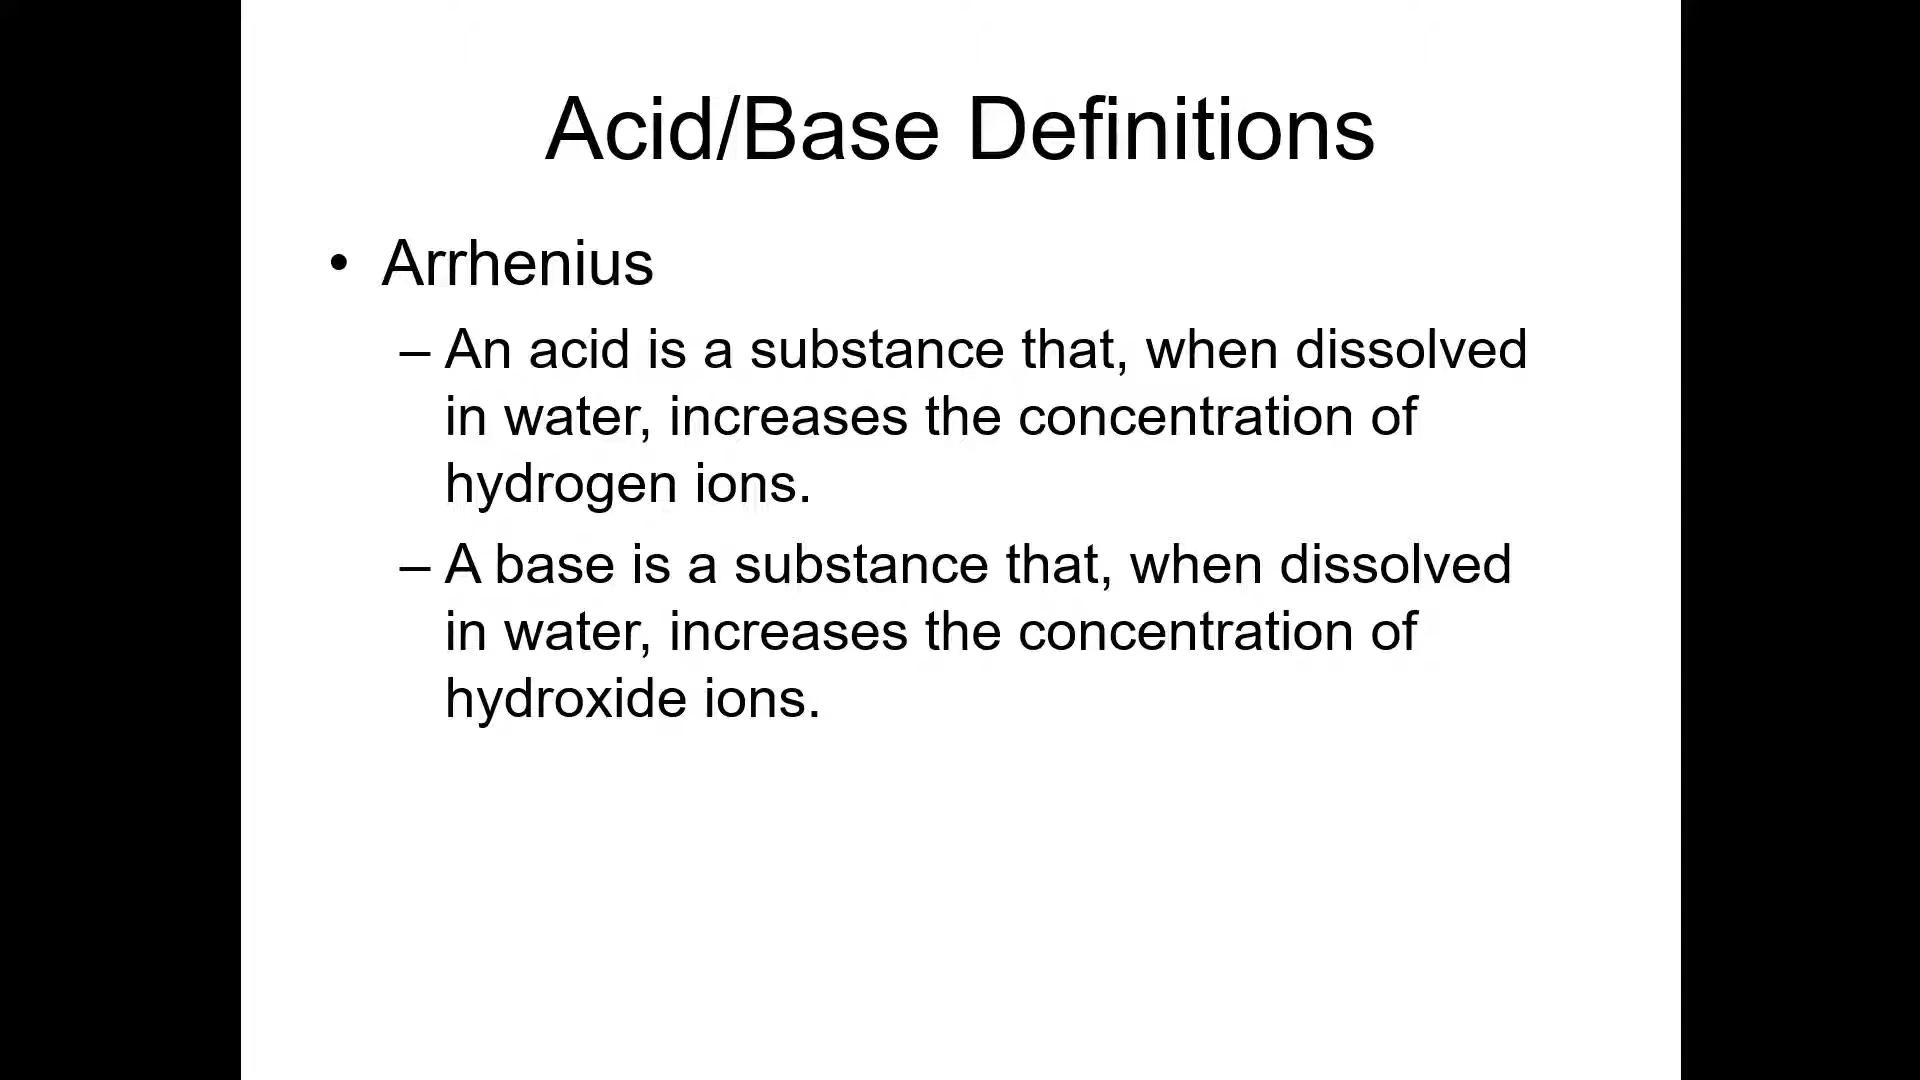 Acid/Base Definitions
• Arrhenius
– An acid is a substance that, when dissolved
in water, increases the concentration of
hydrogen ions.
– A base is a substance that, when dissolved
in water, increases the concentration of
hydroxide ions.